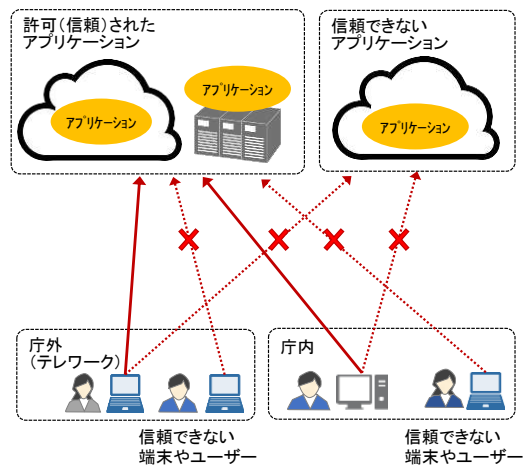 許可(信頼)された
アプリケーション
アプリケーション
アプリケーション
信頼できない
アプリケーション
アプリケーション
庁外
(テレワーク)
信頼できない
端末やユーザー
庁内
信頼できない
端末やユーザー